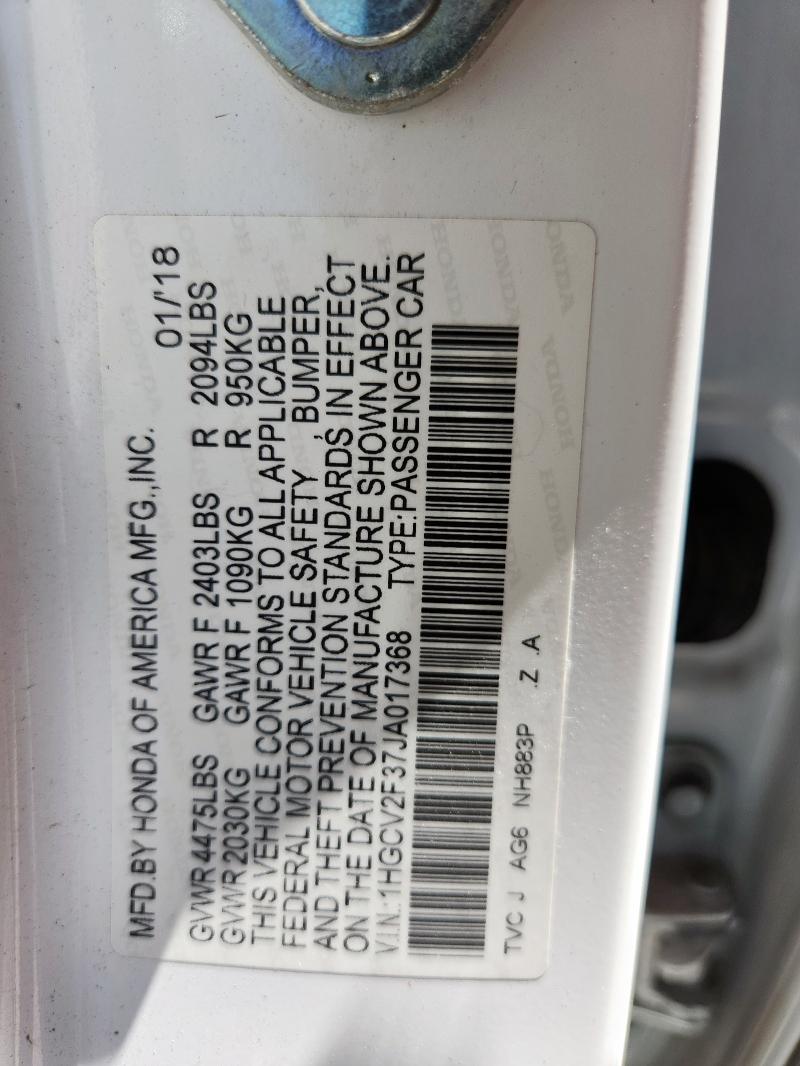 MFD.BY HONDA OF AMERICA MFG.,INC. 01/'18
GVWR 4475LBS GAWR F 2403LBS R 2094LBS
GVWR 2030KG GAWR F 1090KG R 950KG
THIS VEHICLE CONFORMS TO ALL APPLICABLE
FEDERAL MOTOR VEHICLE SAFETY , BUMPER,
AND THEFT PREVENTION STANDARDS IN EFFECT
ON THE DATE OF MANUFACTURE SHOWN ABOVE.
V.I.N.:1HGCV2F37JA017368 TYPE:PASSENGER CAR
TVC J AG6 NH883P .Z .A
HONDA